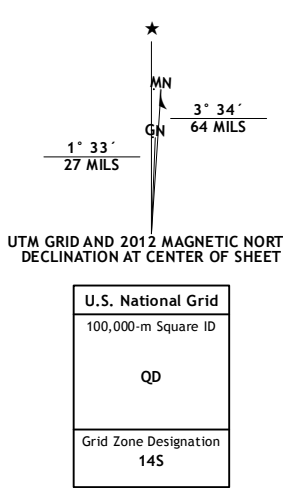 ★
MN
3° 34´
64 MILS
GN
1° 33´
27 MILS
UTM GRID AND 2012 MAGNETIC NORT
DECLINATION AT CENTER OF SHEET
U.S. National Grid
100,000-m Square ID
QD
Grid Zone Designation
14S